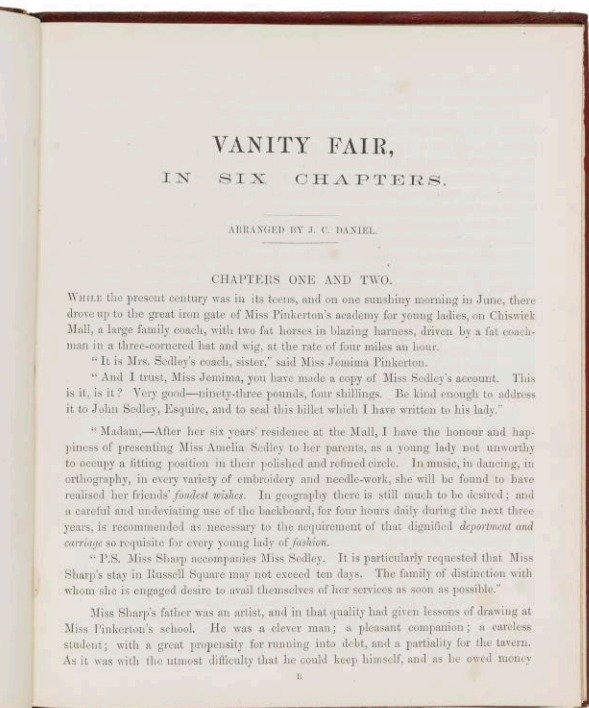 VANITY FAIR,
IN SIX CHAPTERS.
ARRANGED BY J. C. DANIEL.
CHAPTERS ONE AND TWO.
WHILE the present century was in its teens, and on one sunshiny morning in June, there
drove up to the great iron gate of Miss Pinkerton's academy for young ladies, on Chiswick
Mall, a large family coach, with two fat horses in blazing harness, driven by a fat coach-
man in a three-cornered hat and wig, at the rate of four miles an hour.
" It is Mrs. Sedley's coach, sister," said Miss Jemima Pinkerton.
" And I trust, Miss Jemima, you have made a copy of Miss Sedley's account. This
is it, is it? Very good—ninety-three pounds, four shillings. Be kind enough to address
it to John Sedley, Esquire, and to seal this billet which I have written to his lady."
" Madam,—After her six years' residence at the Mall, I have the honour and hap-
piness of presenting Miss Amelia Sedley to her parents, as a young lady not unworthy
to occupy a fitting position in their polished and refined circle. In music, in dancing, in
orthography, in every variety of embroidery and needle-work, she will be found to have
realised her friends' fondest wishes. In geography there is still much to be desired; and
a careful and undeviating use of the backboard, for four hours daily during the next three
years, is recommended as necessary to the acquirement of that dignified deportment and
carriage so requisite for every young lady of fashion.
" P.S. Miss Sharp accompanies Miss Sedley. It is particularly requested that Miss
Sharp's stay in Russell Square may not exceed ten days. The family of distinction with
whom she is engaged desire to avail themselves of her services as soon as possible."
Miss Sharp's father was an artist, and in that quality had given lessons of drawing at
Miss Pinkerton's school. He was a clever man; a pleasant companion; a careless
student; with a great propensity for running into debt, and a partiality for the tavern.
As it was with the utmost difficulty that he could keep himself, and as he owed money
B